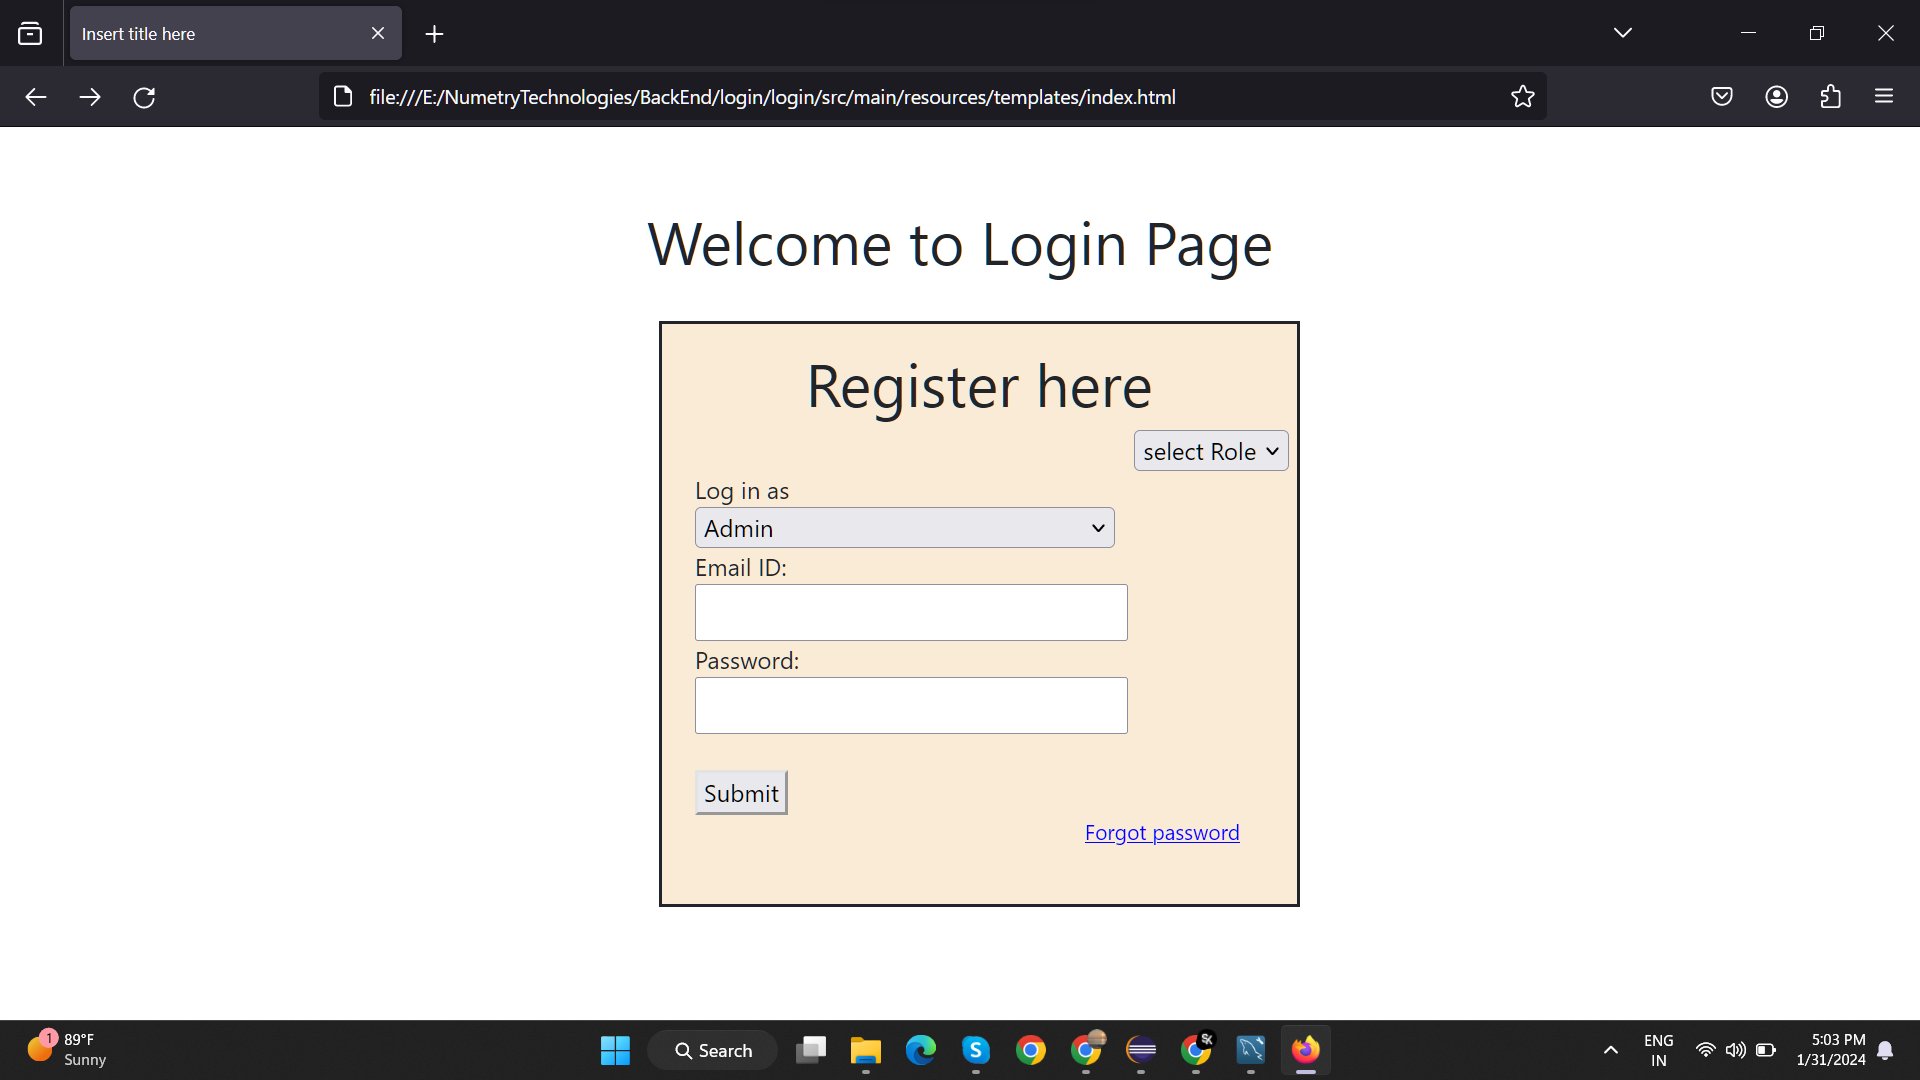 Insert title here
file:///E:/NumetryTechnologies/BackEnd/login/login/src/main/resources/templates/index.html
Welcome to Login Page
Register here
select Role
Log in as
Admin
Email ID:
Password:
Submit
Forgot password
1
89°F
Sunny
Search
S
SK
ENG
IN
5:03 PM
1/31/2024